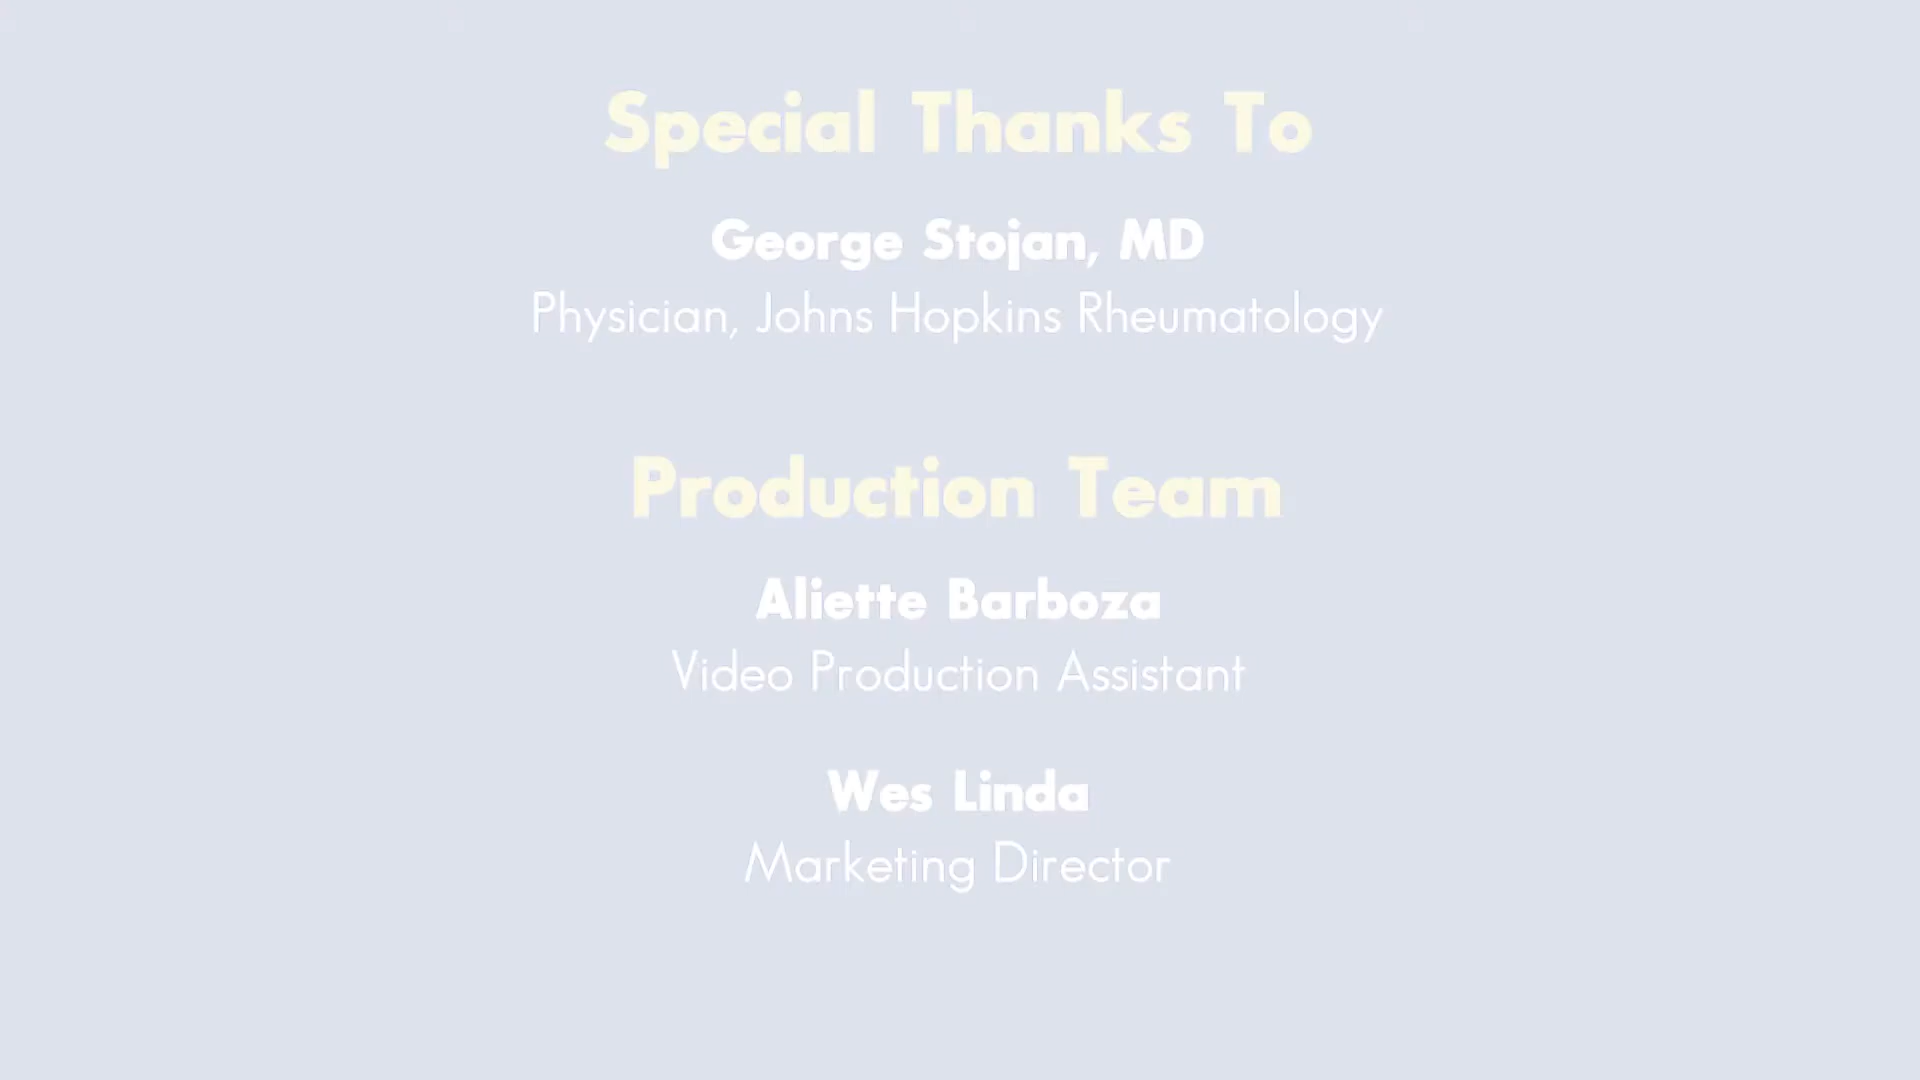 Special Thanks To
George Stojan, MD
Physician, Johns Hopkins Rheumatology
Production Team
Aliette Barboza
Video Production Assistant
Wes Linda
Marketing Director